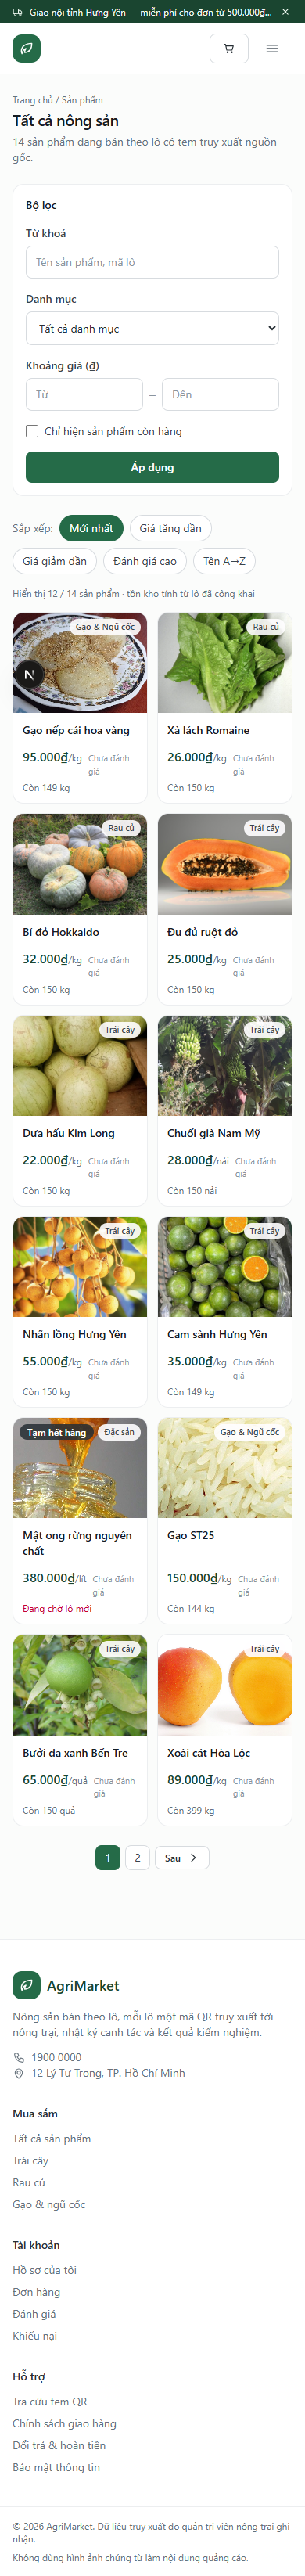 Giao nội tỉnh Hưng Yên — miễn phí cho đơn từ 500.000₫...
Trang chủ / Sản phẩm
Tất cả nông sản
14 sản phẩm đang bán theo lô có tem truy xuất nguồn
gốc.
Bộ lọc
Từ khoá
Tên sản phẩm, mã lô
Danh mục
Tất cả danh mục
Khoảng giá (₫)
Từ
–
Đến
Chỉ hiện sản phẩm còn hàng
Áp dụng
Sắp xếp:
Mới nhất
Giá tăng dần
Giá giảm dần
Đánh giá cao
Tên A→Z
Hiển thị 12 / 14 sản phẩm · tồn kho tính từ lô đã công khai
Gạo & Ngũ cốc
N
Gạo nếp cái hoa vàng
95.000₫/kg
Chưa đánh
giá
Còn 149 kg
Rau củ
Xà lách Romaine
26.000₫/kg
Chưa đánh
giá
Còn 150 kg
Rau củ
Bí đỏ Hokkaido
32.000₫/kg
Chưa đánh
giá
Còn 150 kg
Trái cây
Đu đủ ruột đỏ
25.000₫/kg
Chưa đánh
giá
Còn 150 kg
Trái cây
Dưa hấu Kim Long
22.000₫/kg
Chưa đánh
giá
Còn 150 kg
Trái cây
Chuối già Nam Mỹ
28.000₫/nải
Chưa đánh
giá
Còn 150 nải
Trái cây
Nhãn lồng Hưng Yên
55.000₫/kg
Chưa đánh
giá
Còn 150 kg
Trái cây
Cam sành Hưng Yên
35.000₫/kg
Chưa đánh
giá
Còn 149 kg
Tạm hết hàng
Đặc sản
Mật ong rừng nguyên
chất
380.000₫/lít
Chưa đánh
giá
Đang chờ lô mới
Gạo & Ngũ cốc
Gạo ST25
150.000₫/kg
Chưa đánh
giá
Còn 144 kg
Trái cây
Bưởi da xanh Bến Tre
65.000₫/quả
Chưa đánh
giá
Còn 150 quả
Trái cây
Xoài cát Hòa Lộc
89.000₫/kg
Chưa đánh
giá
Còn 399 kg
1
2
Sau
AgriMarket
Nông sản bán theo lô, mỗi lô một mã QR truy xuất tới
nông trại, nhật ký canh tác và kết quả kiểm nghiệm.
1900 0000
12 Lý Tự Trọng, TP. Hồ Chí Minh
Mua sắm
Tất cả sản phẩm
Trái cây
Rau củ
Gạo & ngũ cốc
Tài khoản
Hồ sơ của tôi
Đơn hàng
Đánh giá
Khiếu nại
Hỗ trợ
Tra cứu tem QR
Chính sách giao hàng
Đổi trả & hoàn tiền
Bảo mật thông tin
© 2026 AgriMarket. Dữ liệu truy xuất do quản trị viên nông trại ghi
nhận.
Không dùng hình ảnh chứng từ làm nội dung quảng cáo.